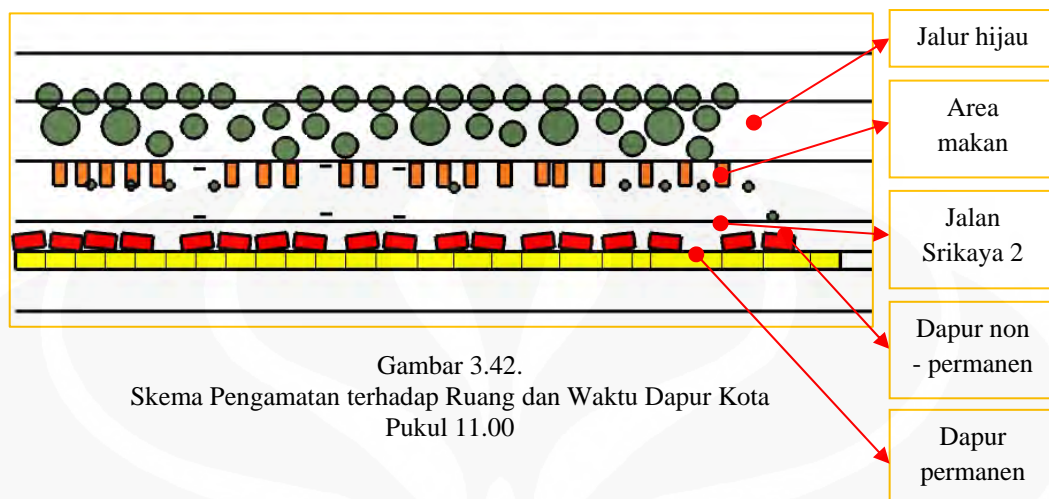 Jalur hijau
Area
makan
Jalan
Srikaya 2
Dapur non
- permanen
Dapur
permanen
Gambar 3.42.
Skema Pengamatan terhadap Ruang dan Waktu Dapur Kota
Pukul 11.00